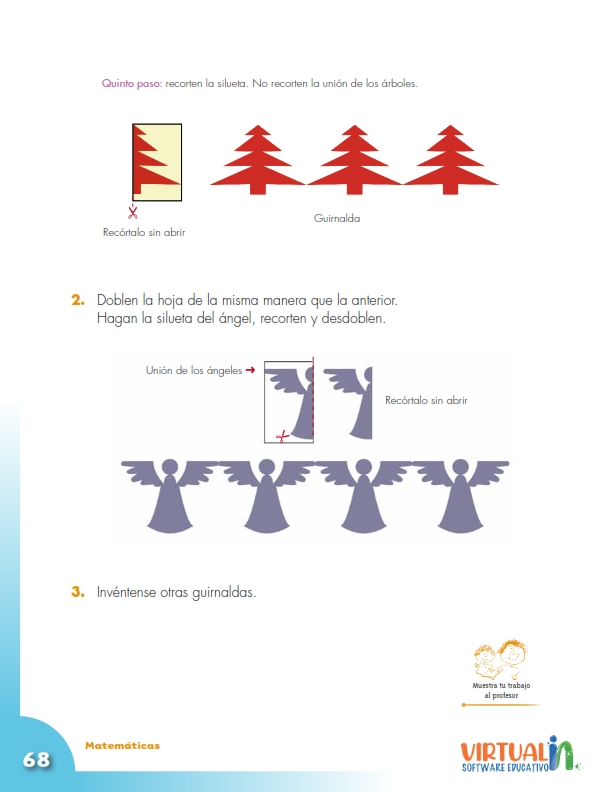 Quinto paso: recorten la silueta. No recorten la unión de los árboles.
Guirnalda
Recórtalo sin abrir
2. Doblen la hoja de la misma manera que la anterior.
Hagan la silueta del ángel, recorten y desdoblen.
Unión de los ángeles
Recórtalo sin abrir
3. Invéntense otras guirnaldas.
Muestra tu trabajo
al profesor
Matemáticas
68
VIRTUAL in
SOFTWARE EDUCATIVO